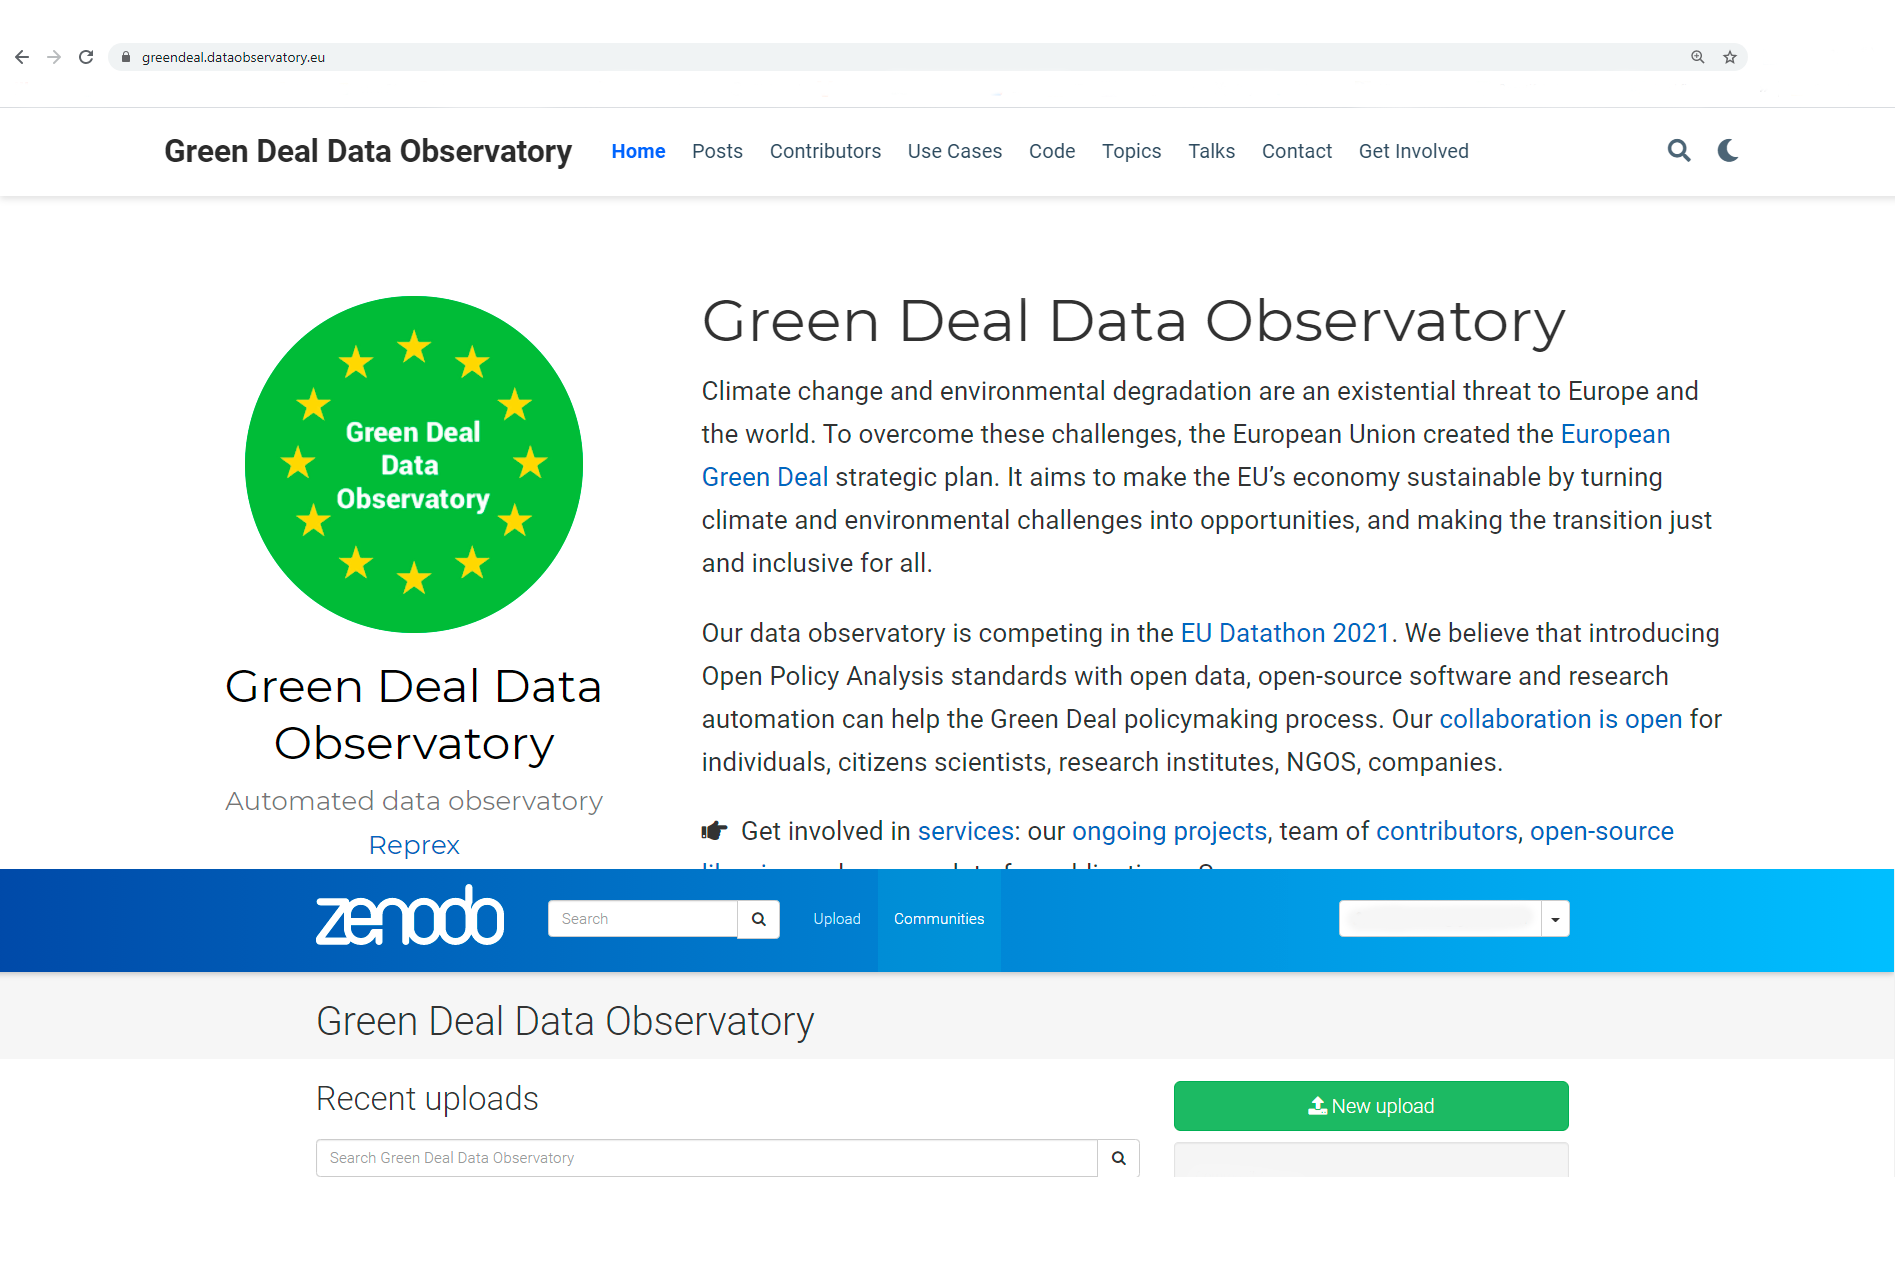 greendeal.dataobservatory.eu
Green Deal Data Observatory Home Posts Contributors Use Cases Code Topics Talks Contact Get Involved
Green Deal
Data
Observatory
Green Deal Data
Observatory
Automated data observatory
Reprex
Green Deal Data Observatory
Climate change and environmental degradation are an existential threat to Europe and
the world. To overcome these challenges, the European Union created the European
Green Deal strategic plan. It aims to make the EU’s economy sustainable by turning
climate and environmental challenges into opportunities, and making the transition just
and inclusive for all.
Our data observatory is competing in the EU Datathon 2021. We believe that introducing
Open Policy Analysis standards with open data, open-source software and research
automation can help the Green Deal policymaking process. Our collaboration is open for
individuals, citizens scientists, research institutes, NGOS, companies.
Get involved in services: our ongoing projects, team of contributors, open-source
zenodo Search Upload Communities
Green Deal Data Observatory
Recent uploads
New upload
Search Green Deal Data Observatory